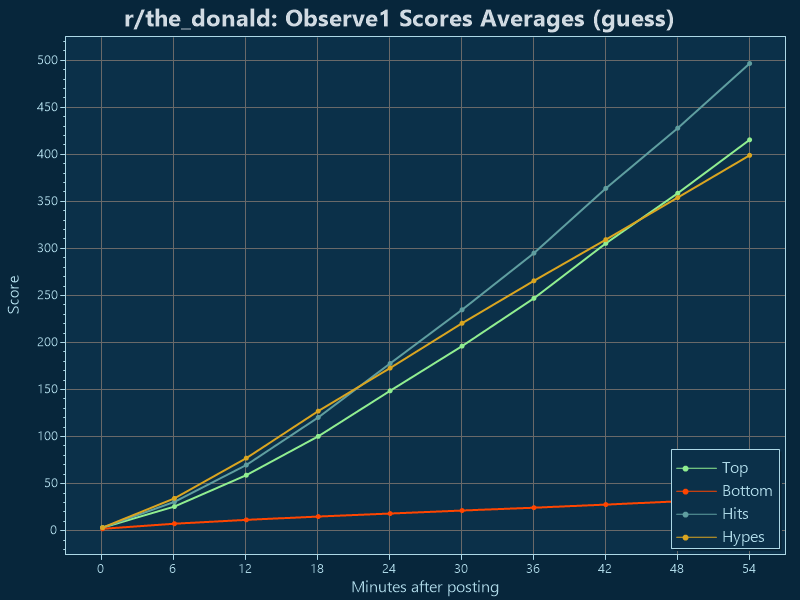 r/the_donald: Observe1 Scores Averages (guess)
500
450
400
350
300
250
200
150
100
50
0
Score
0 6 12 18 24 30 36 42 48 54
Minutes after posting
Top
Bottom
Hits
Hypes